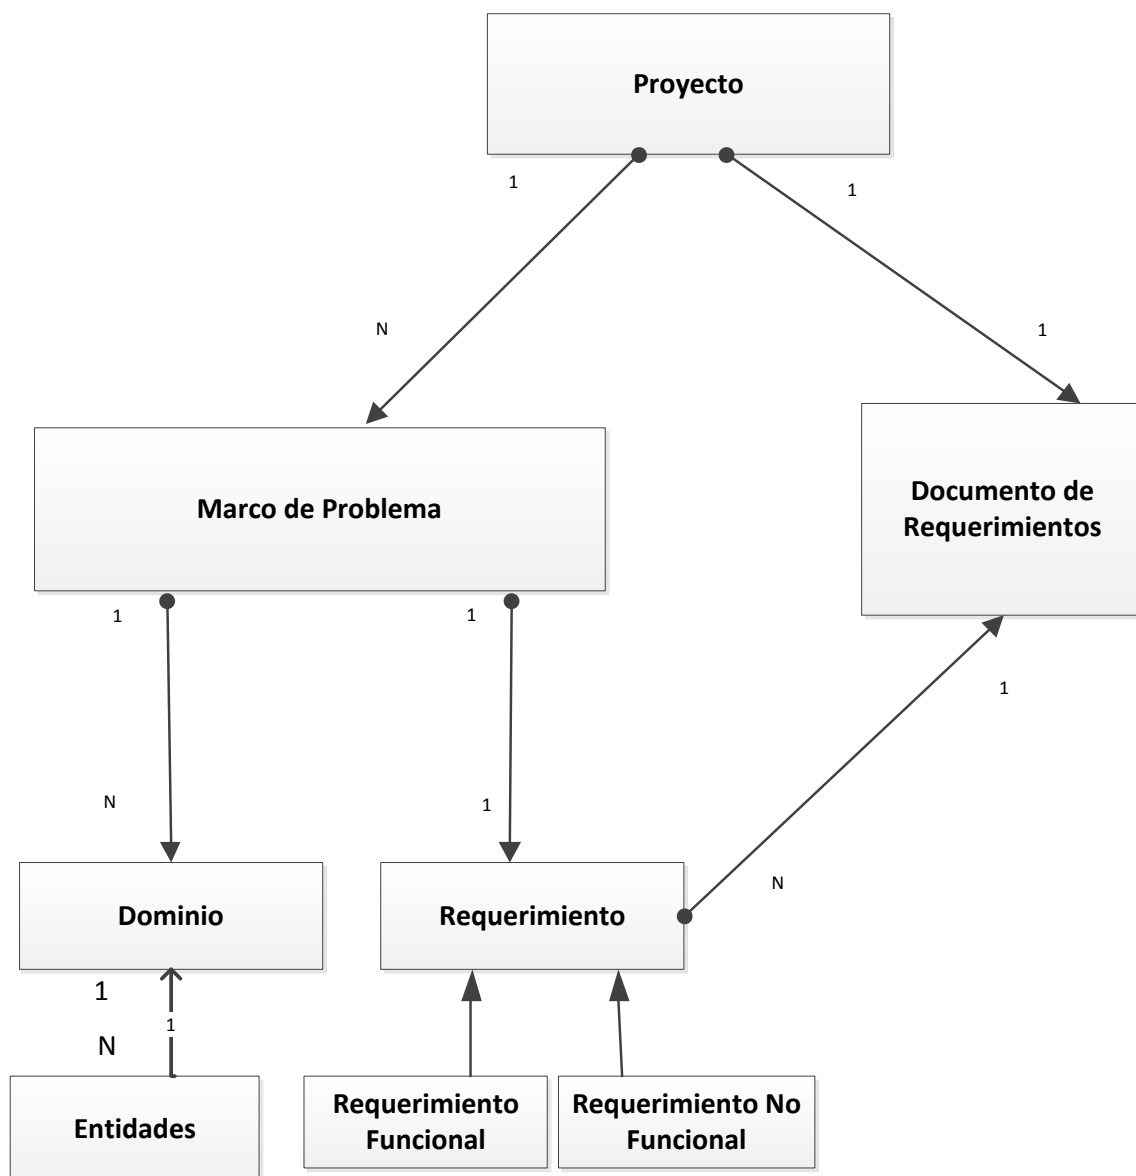 Proyecto
1
1
N
1
Marco de Problema
Documento de
Requerimientos
1
1
1
N
1
N
Dominio
Requerimiento
1
1
N
Requerimiento
Funcional
Requerimiento No
Funcional
Entidades